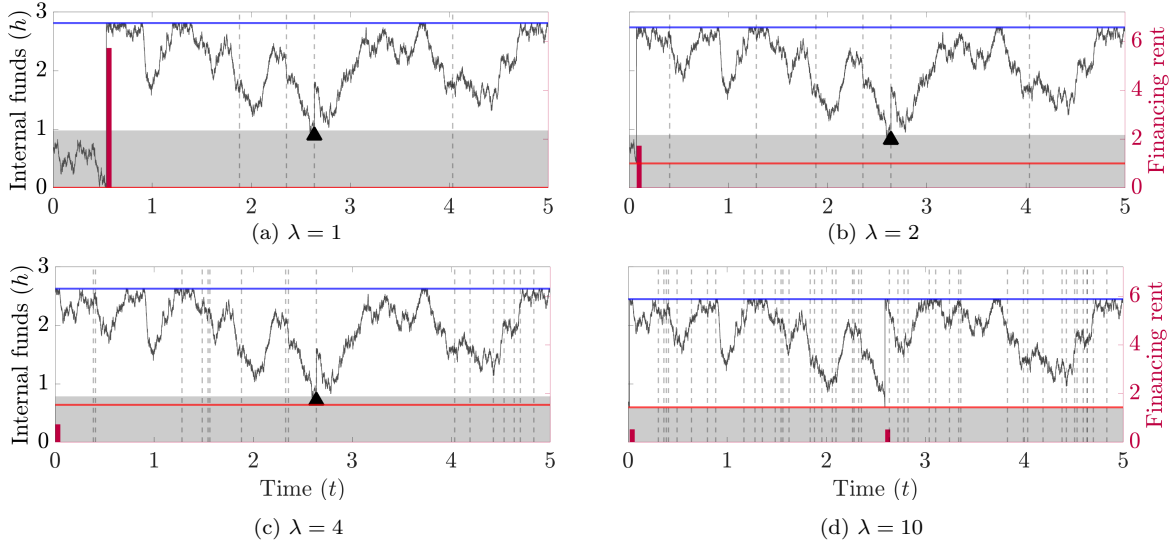 Internal funds (h)
3
2
1
0
0 1 2 3 4 5
(a) λ = 1
6
4
2
0
Financing rent
0 1 2 3 4 5
(b) λ = 2
Internal funds (h)
3
2
1
0
0 1 2 3 4 5
Time (t)
(c) λ = 4
6
4
2
0
Financing rent
0 1 2 3 4 5
Time (t)
(d) λ = 10